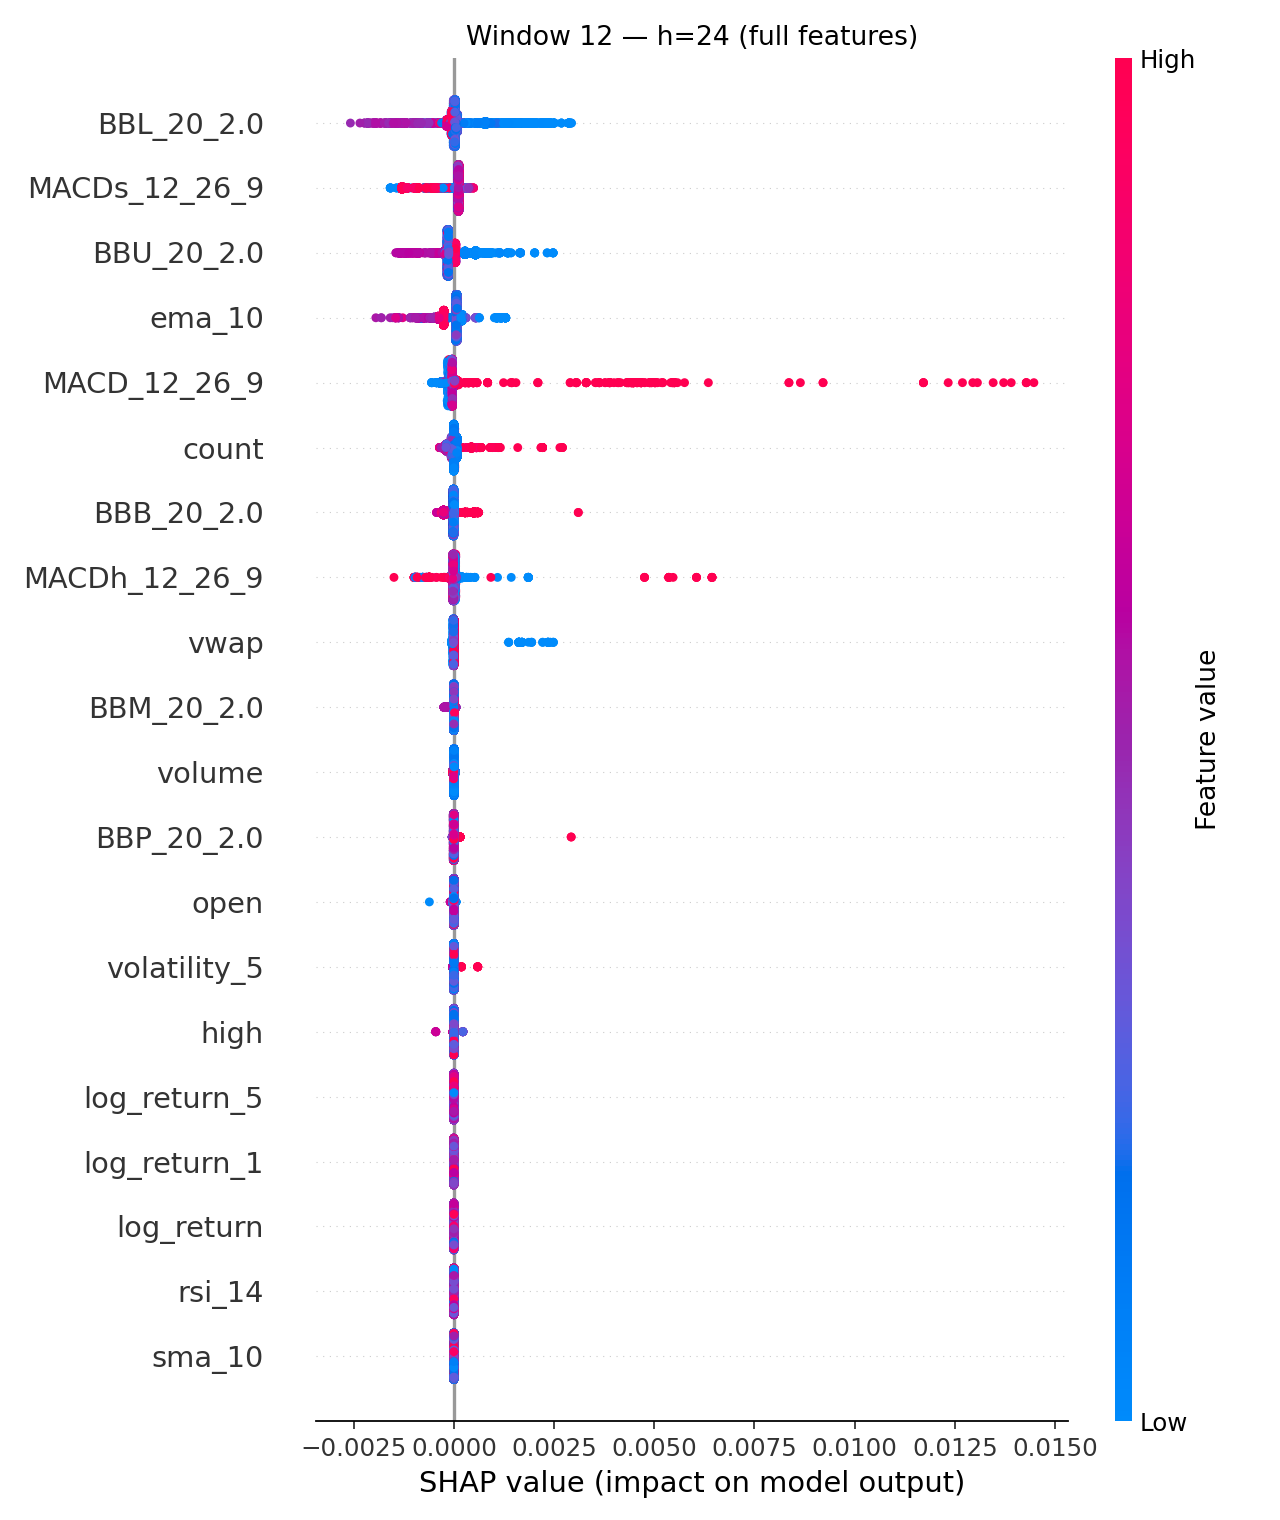 Window 12 — h=24 (full features)
High
BBL_20_2.0
MACDs_12_26_9
BBU_20_2.0
ema_10
MACD_12_26_9
count
BBB_20_2.0
MACDh_12_26_9
vwap
BBM_20_2.0
volume
BBP_20_2.0
open
volatility_5
high
log_return_5
log_return_1
log_return
rsi_14
sma_10
Feature value
Low
−0.0025 0.0000 0.0025 0.0050 0.0075 0.0100 0.0125 0.0150
SHAP value (impact on model output)